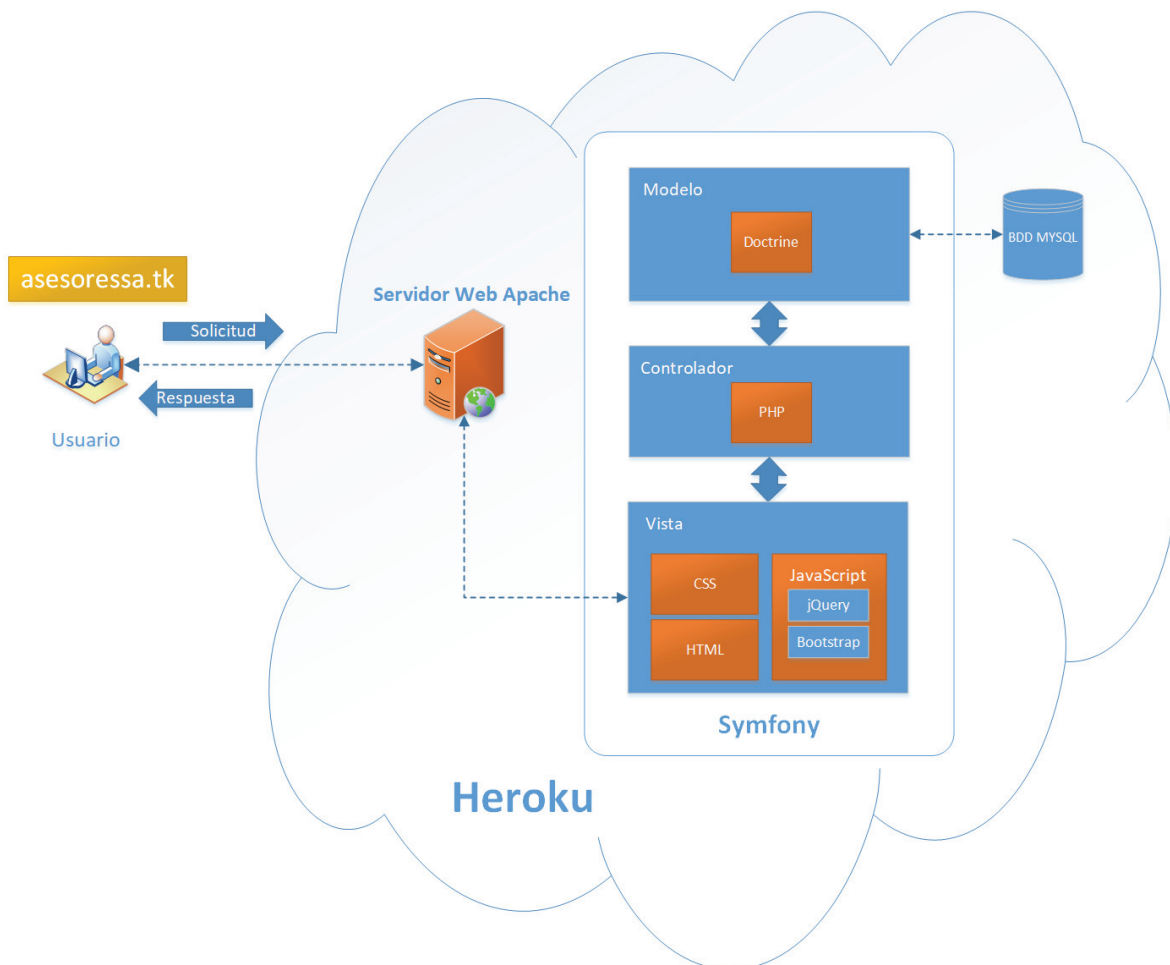 Modelo
Doctrine
BDD MYSQL
asesoressa.tk
Servidor Web Apache
Solicitud
Respuesta
Usuario
Controlador
PHP
Vista
CSS
JavaScript
jQuery
HTML
Bootstrap
Symfony
Heroku